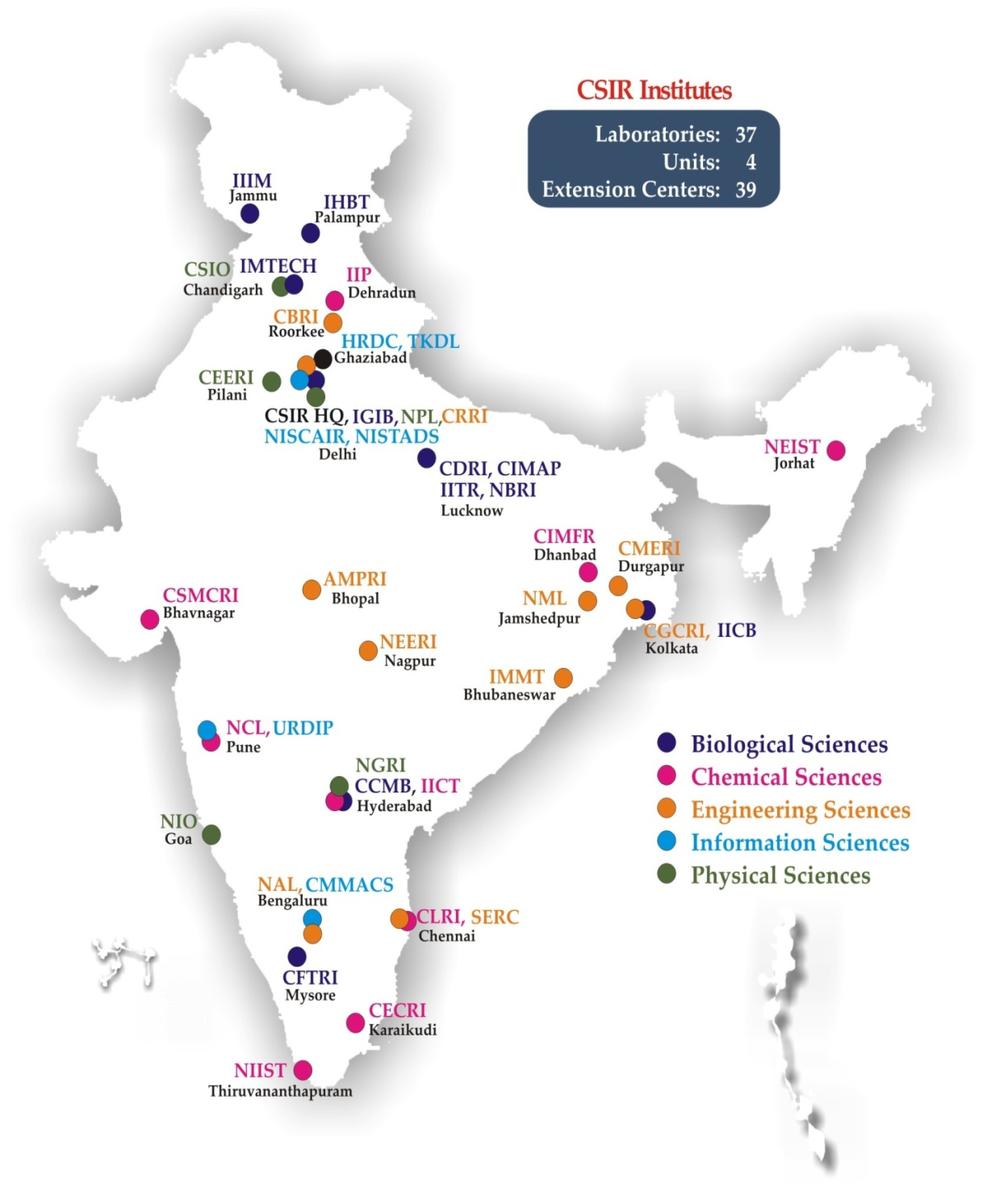 CSIR Institutes
Laboratories: 37
Units: 4
Extension Centers: 39
IIIM
Jammu
IHBT
Palampur
CSIO IMTECH
Chandigarh
IIP
Dehradun
CBRI
Roorkee
HRDC, TKDL
Ghaziabad
CEERI
Pilani
CSIR HQ, IGIB, NPL, CRRI
NISCAIR, NISTADS
Delhi
CDRI, CIMAP
IITR, NBRI
Lucknow
NEIST
Jorhat
CIMFR
Dhanbad
CMERI
Durgapur
AMPRI
Bhopal
CSMCRI
Bhavnagar
NML
Jamshedpur
CGCRI, IICB
Kolkata
NEERI
Nagpur
IMMT
Bhubaneswar
NCL, URDIP
Pune
NGRI
CCMB, IICT
Hyderabad
NIO
Goa
Biological Sciences
Chemical Sciences
Engineering Sciences
Information Sciences
Physical Sciences
NAL, CMMACS
Bengaluru
CLRI, SERC
Chennai
CFTRI
Mysore
CECRI
Karaikudi
NIIST
Thiruvananthapuram